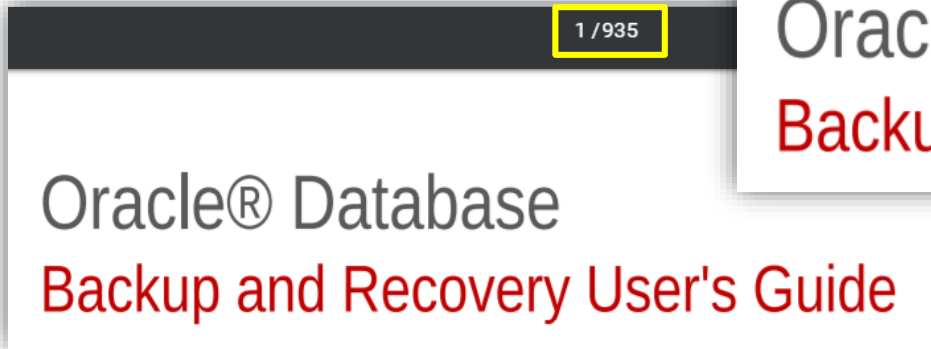 1 / 935
Orac
Backu
Oracle® Database
Backup and Recovery User's Guide